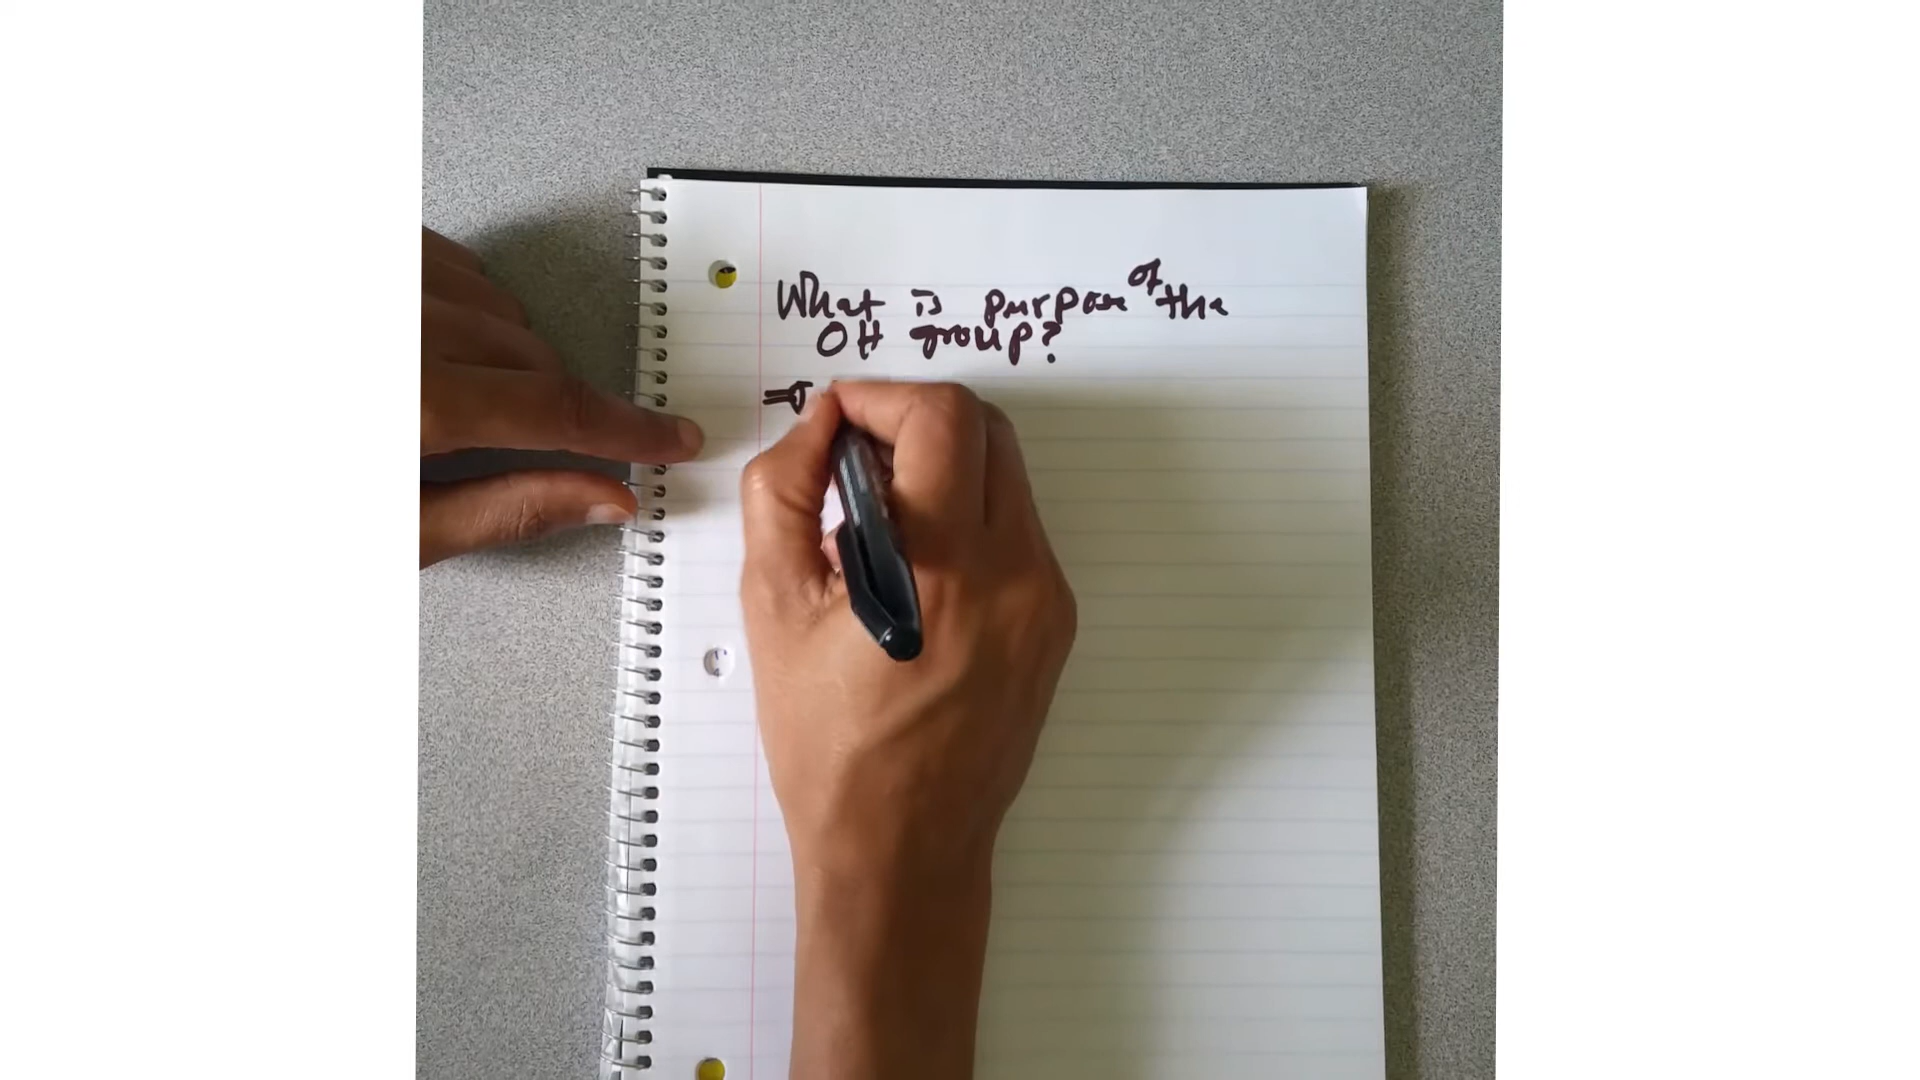 What is purpose of the
OH group?
⇒